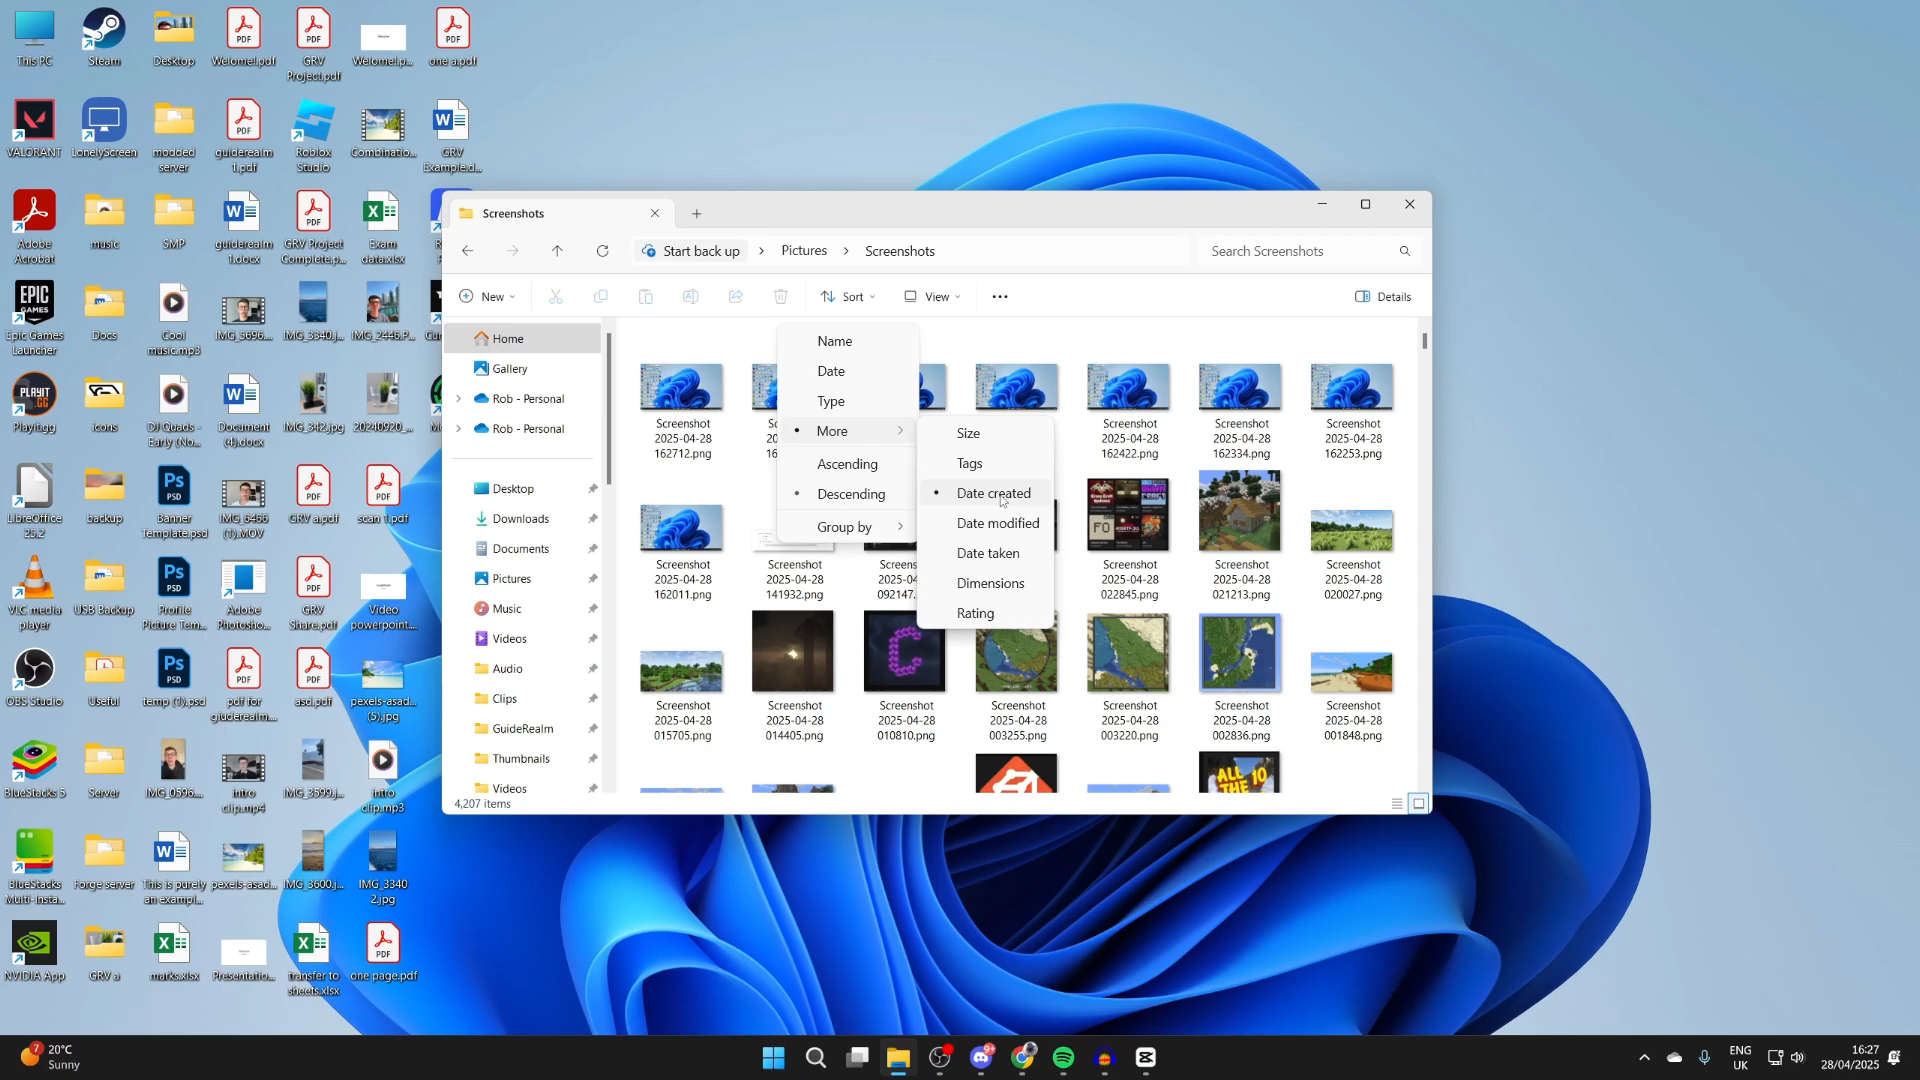 This PC
Steam
Desktop
Welome!.pdf
GRV
Project.pdf
Welome!.p...
one a.pdf
VALORANT
LonelyScreen
modded
server
guiderealm
1.pdf
Roblox
Studio
Combinatio...
GRV
Example.d...
Adobe
Acrobat
music
SMP
guiderealm
1.docx
GRV Project
Complete.p...
Exam
data.xlsx
Epic Games
Launcher
Docs
Cool
music.mp3
IMG_3696...
IMG_3340.j...
IMG_2446.P...
Playit.gg
icons
DJ Quads -
Early (No...
Document
(4).docx
IMG_342.jpg
20240920_...
LibreOffice
25.2
backup
Banner
Template.psd
IMG_6466
(1).MOV
GRV a.pdf
scan 1.pdf
VLC media
player
USB Backup
Profile
Picture Tem...
Adobe
Photosho...
GRV
Share.pdf
Video
powerpoint...
OBS Studio
Useful
temp (1).psd
pdf for
giuderealm...
asd.pdf
pexels-asad...
(5).jpg
BlueStacks 5
Server
IMG_0596....
intro
clip.mp4
IMG_3599.j...
intro
clip.mp3
BlueStacks
Multi-Insta...
Forge server
This is purely
an exampl...
pexels-asad...
IMG_3600.j...
IMG_3340
2.jpg
NVIDIA App
GRV a
marks.xlsx
Presentatio...
transfer to
sheets.xlsx
one page.pdf
Screenshots
Start back up
Pictures
Screenshots
Search Screenshots
New
Sort
View
Details
Home
Gallery
Rob - Personal
Rob - Personal
Desktop
Downloads
Documents
Pictures
Music
Videos
Audio
Clips
GuideRealm
Thumbnails
Videos
4,207 items
Name
Date
Type
More
Ascending
Descending
Group by
Size
Tags
Date created
Date modified
Date taken
Dimensions
Rating
Screenshot
2025-04-28
162712.png
Screenshot
2025-04-28
162422.png
Screenshot
2025-04-28
162334.png
Screenshot
2025-04-28
162253.png
Screenshot
2025-04-28
162011.png
Screenshot
2025-04-28
141932.png
Screens
2025-04
092147.
Screenshot
2025-04-28
022845.png
Screenshot
2025-04-28
021213.png
Screenshot
2025-04-28
020027.png
Screenshot
2025-04-28
015705.png
Screenshot
2025-04-28
014405.png
Screenshot
2025-04-28
010810.png
Screenshot
2025-04-28
003255.png
Screenshot
2025-04-28
003220.png
Screenshot
2025-04-28
002836.png
Screenshot
2025-04-28
001848.png
ALL THE 10
20°C
Sunny
ENG
UK
16:27
28/04/2025